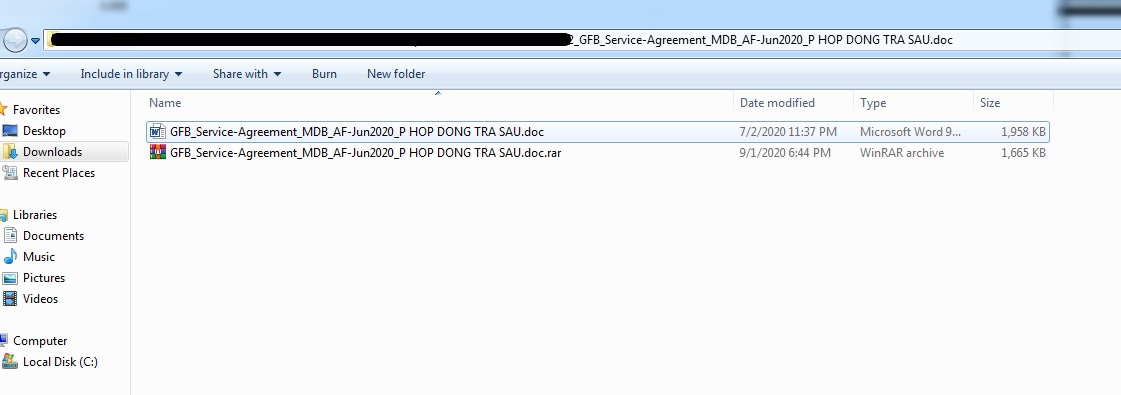 _GFB_Service-Agreement_MDB_AF-Jun2020_P HOP DONG TRA SAU.doc
rganize Include in library Share with Burn New folder
Name Date modified Type Size
Favorites
Desktop
Downloads
Recent Places
Libraries
Documents
Music
Pictures
Videos
Computer
Local Disk (C:)
GFB_Service-Agreement_MDB_AF-Jun2020_P HOP DONG TRA SAU.doc 7/2/2020 11:37 PM Microsoft Word 9... 1,958 KB
GFB_Service-Agreement_MDB_AF-Jun2020_P HOP DONG TRA SAU.doc.rar 9/1/2020 6:44 PM WinRAR archive 1,665 KB